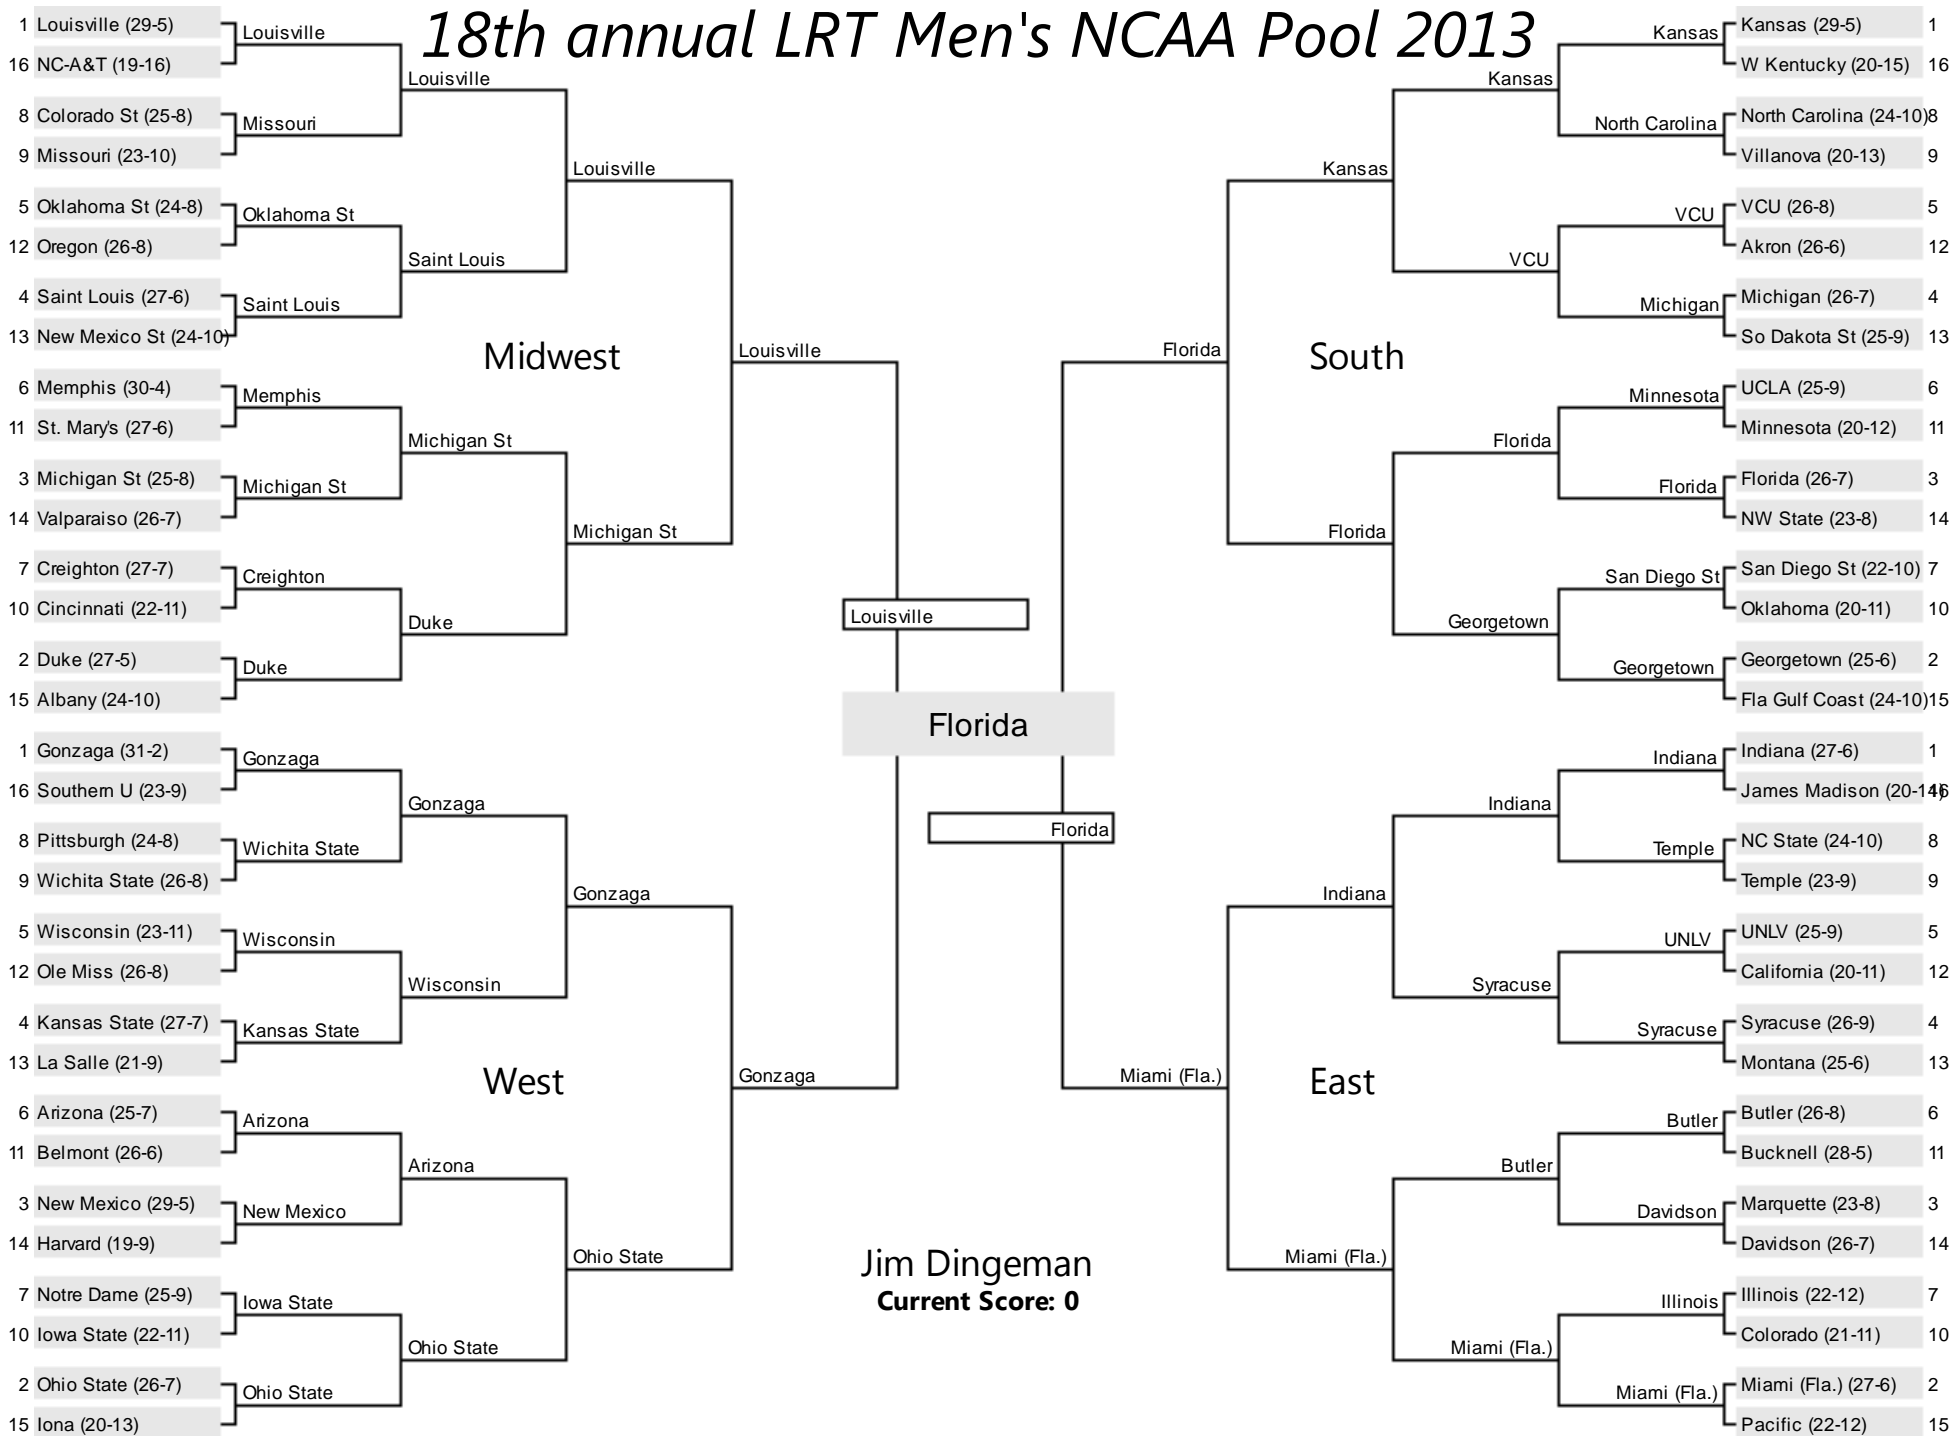 18th annual LRT Men's NCAA Pool 2013
1 Louisville (29-5)
16 NC-A&T (19-16)
8 Colorado St (25-8)
9 Missouri (23-10)
5 Oklahoma St (24-8)
12 Oregon (26-8)
4 Saint Louis (27-6)
13 New Mexico St (24-10)
6 Memphis (30-4)
11 St. Mary's (27-6)
3 Michigan St (25-8)
14 Valparaiso (26-7)
7 Creighton (27-7)
10 Cincinnati (22-11)
2 Duke (27-5)
15 Albany (24-10)
Louisville
Missouri
Oklahoma St
Saint Louis
Memphis
Michigan St
Creighton
Duke
Louisville
Saint Louis
Michigan St
Duke
Louisville
Michigan St
Louisville
Midwest
1 Gonzaga (31-2)
16 Southern U (23-9)
8 Pittsburgh (24-8)
9 Wichita State (26-8)
5 Wisconsin (23-11)
12 Ole Miss (26-8)
4 Kansas State (27-7)
13 La Salle (21-9)
6 Arizona (25-7)
11 Belmont (26-6)
3 New Mexico (29-5)
14 Harvard (19-9)
7 Notre Dame (25-9)
10 Iowa State (22-11)
2 Ohio State (26-7)
15 Iona (20-13)
Gonzaga
Wichita State
Wisconsin
Kansas State
Arizona
New Mexico
Iowa State
Ohio State
Gonzaga
Wisconsin
Arizona
Ohio State
Gonzaga
Ohio State
Gonzaga
West
Louisville
Florida
Florida
Jim Dingeman
Current Score: 0
Kansas (29-5) 1
W Kentucky (20-15) 16
North Carolina (24-10) 8
Villanova (20-13) 9
VCU (26-8) 5
Akron (26-6) 12
Michigan (26-7) 4
So Dakota St (25-9) 13
UCLA (25-9) 6
Minnesota (20-12) 11
Florida (26-7) 3
NW State (23-8) 14
San Diego St (22-10) 7
Oklahoma (20-11) 10
Georgetown (25-6) 2
Fla Gulf Coast (24-10) 15
Kansas
North Carolina
VCU
Michigan
Minnesota
Florida
San Diego St
Georgetown
Kansas
VCU
Florida
Georgetown
Kansas
Florida
Florida
South
Indiana (27-6) 1
James Madison (20-14) 16
NC State (24-10) 8
Temple (23-9) 9
UNLV (25-9) 5
California (20-11) 12
Syracuse (26-9) 4
Montana (25-6) 13
Butler (26-8) 6
Bucknell (28-5) 11
Marquette (23-8) 3
Davidson (26-7) 14
Illinois (22-12) 7
Colorado (21-11) 10
Miami (Fla.) (27-6) 2
Pacific (22-12) 15
Indiana
Temple
UNLV
Syracuse
Butler
Davidson
Illinois
Miami (Fla.)
Indiana
Syracuse
Butler
Miami (Fla.)
Indiana
Miami (Fla.)
Miami (Fla.)
East